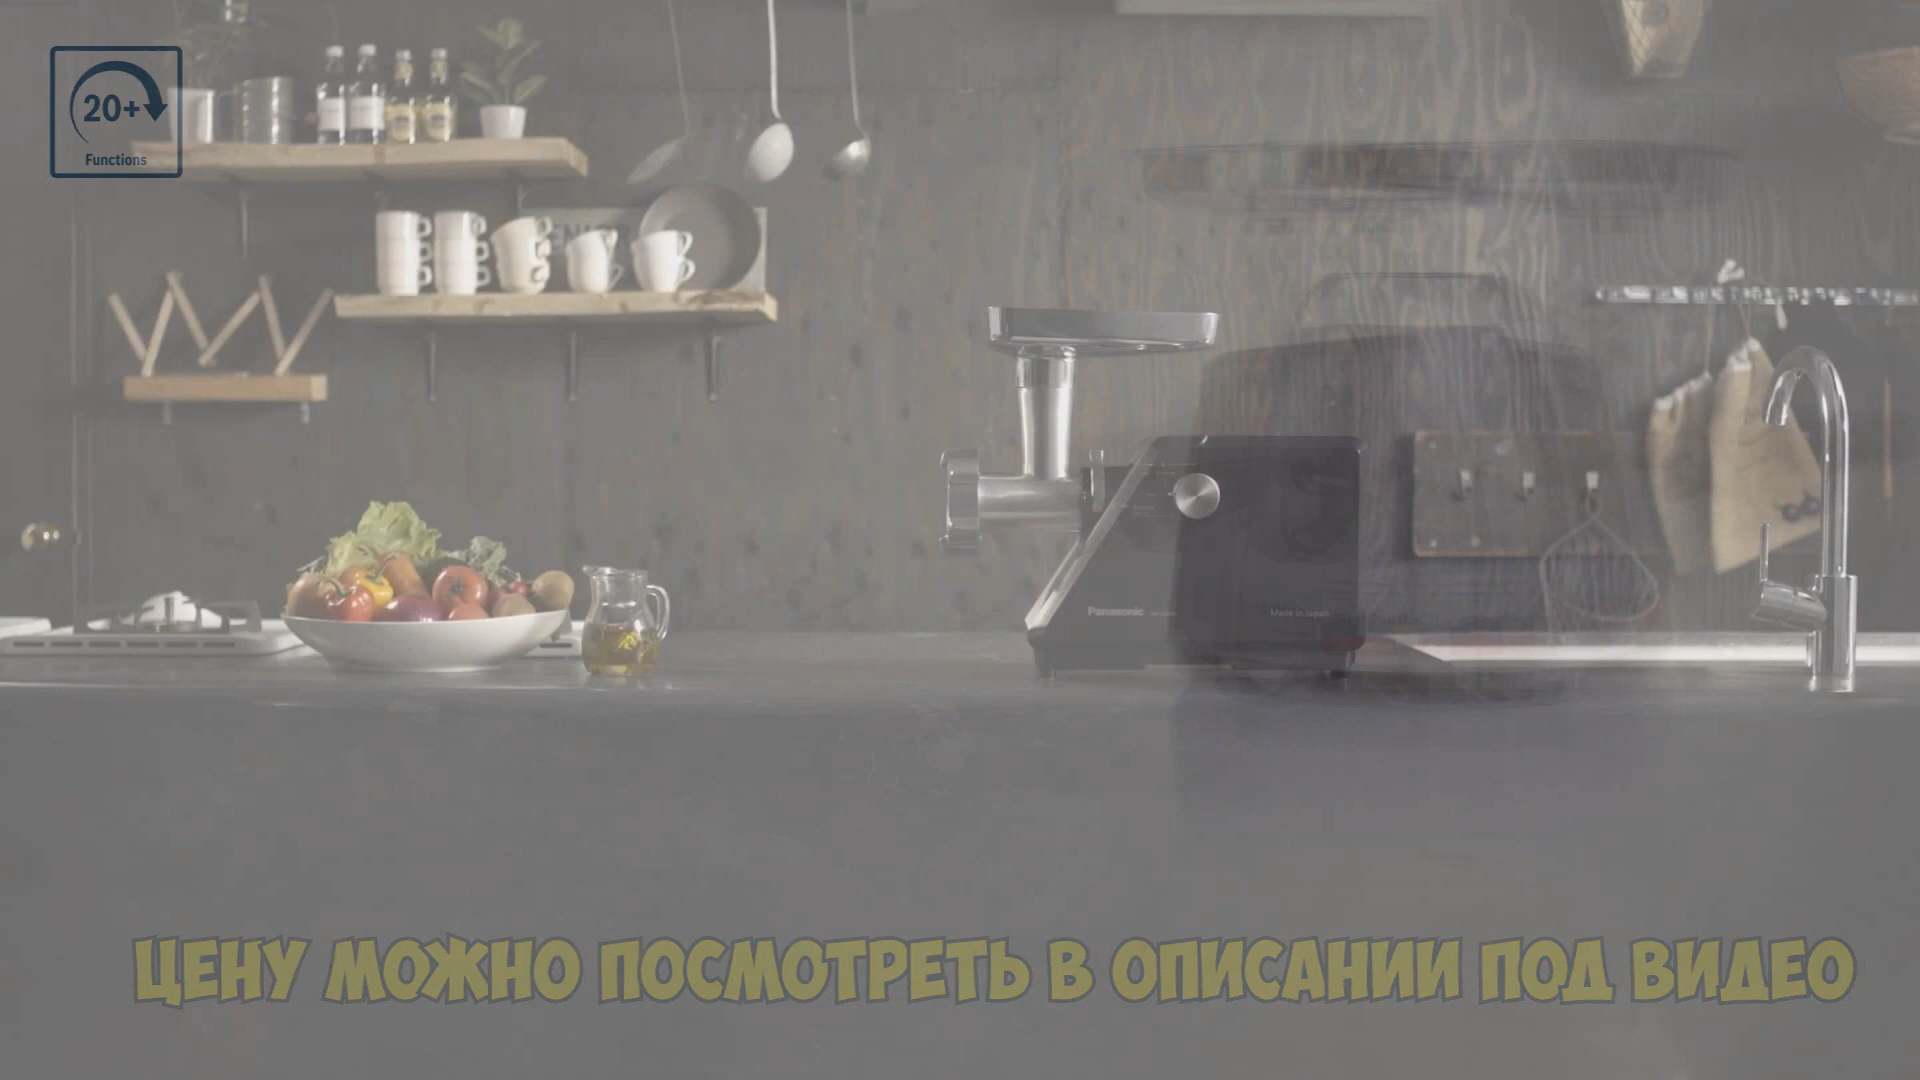 20+
Functions
Panasonic
Made in Japan
ЦЕНУ МОЖНО ПОСМОТРЕТЬ В ОПИСАНИИ ПОД ВИДЕО